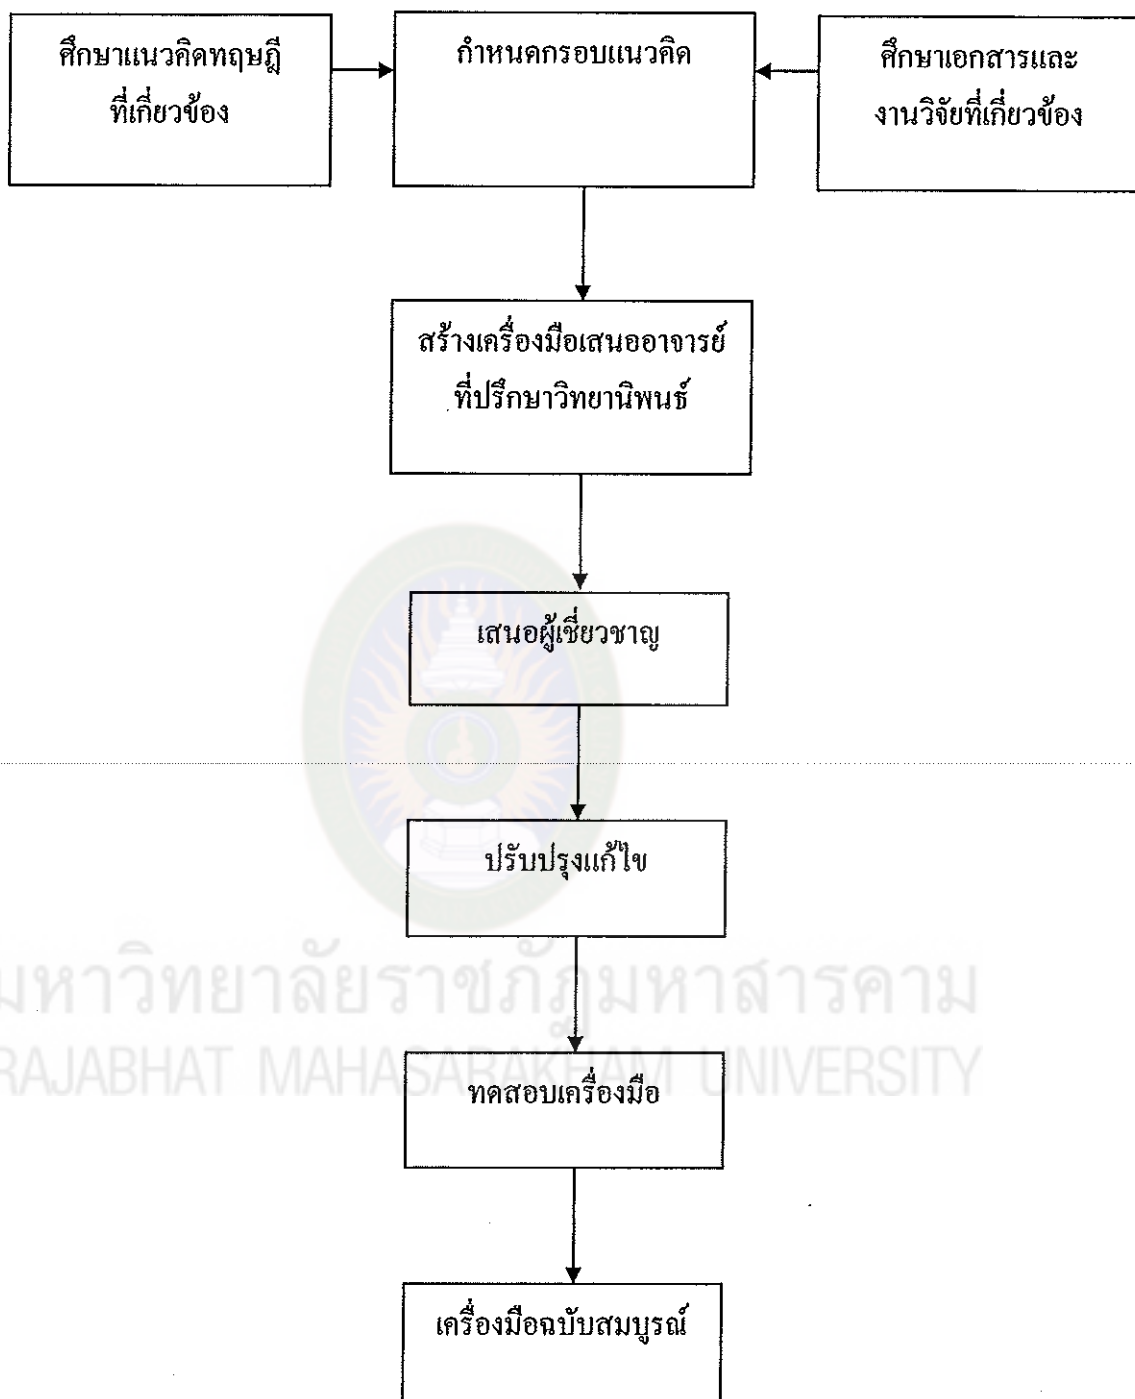 ศึกษาแนวคิดทฤษฎี
ที่เกี่ยวข้อง
กำหนดกรอบแนวคิด
ศึกษาเอกสารและ
งานวิจัยที่เกี่ยวข้อง
สร้างเครื่องมือเสนออาจารย์
ที่ปรึกษาวิทยานิพนธ์
เสนอผู้เชี่ยวชาญ
ปรับปรุงแก้ไข
มหาวิทยาลัยราชภัฏมหาสารคาม
RAJABHAT MAHASARAKHAM UNIVERSITY
ทดสอบเครื่องมือ
เครื่องมือฉบับสมบูรณ์